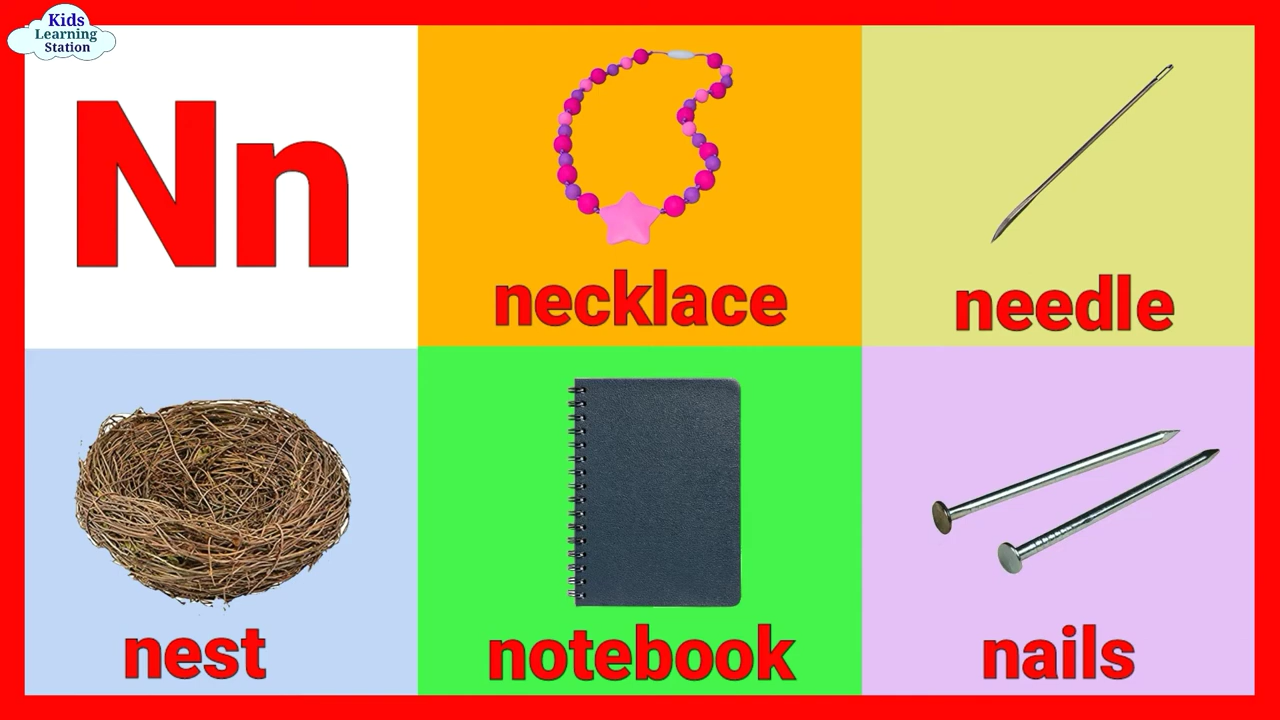 Kids
Learning
Station
Nn
necklace
needle
nest
notebook
nails